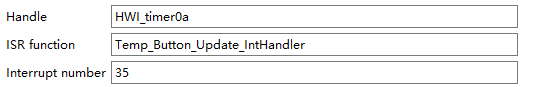 Handle HWI_timer0a
ISR function Temp_Button_Update_IntHandler
Interrupt number 35